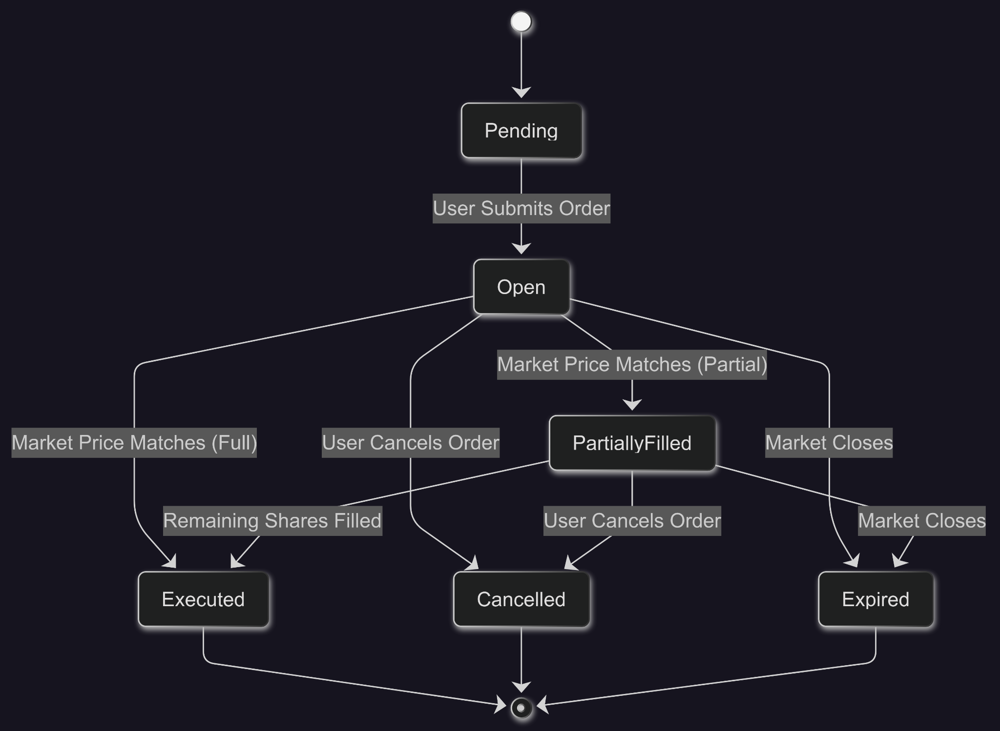 Pending
User Submits Order
Open
Market Price Matches (Partial)
Market Price Matches (Full)
User Cancels Order
PartiallyFilled
Market Closes
Remaining Shares Filled
User Cancels Order
Market Closes
Executed
Cancelled
Expired